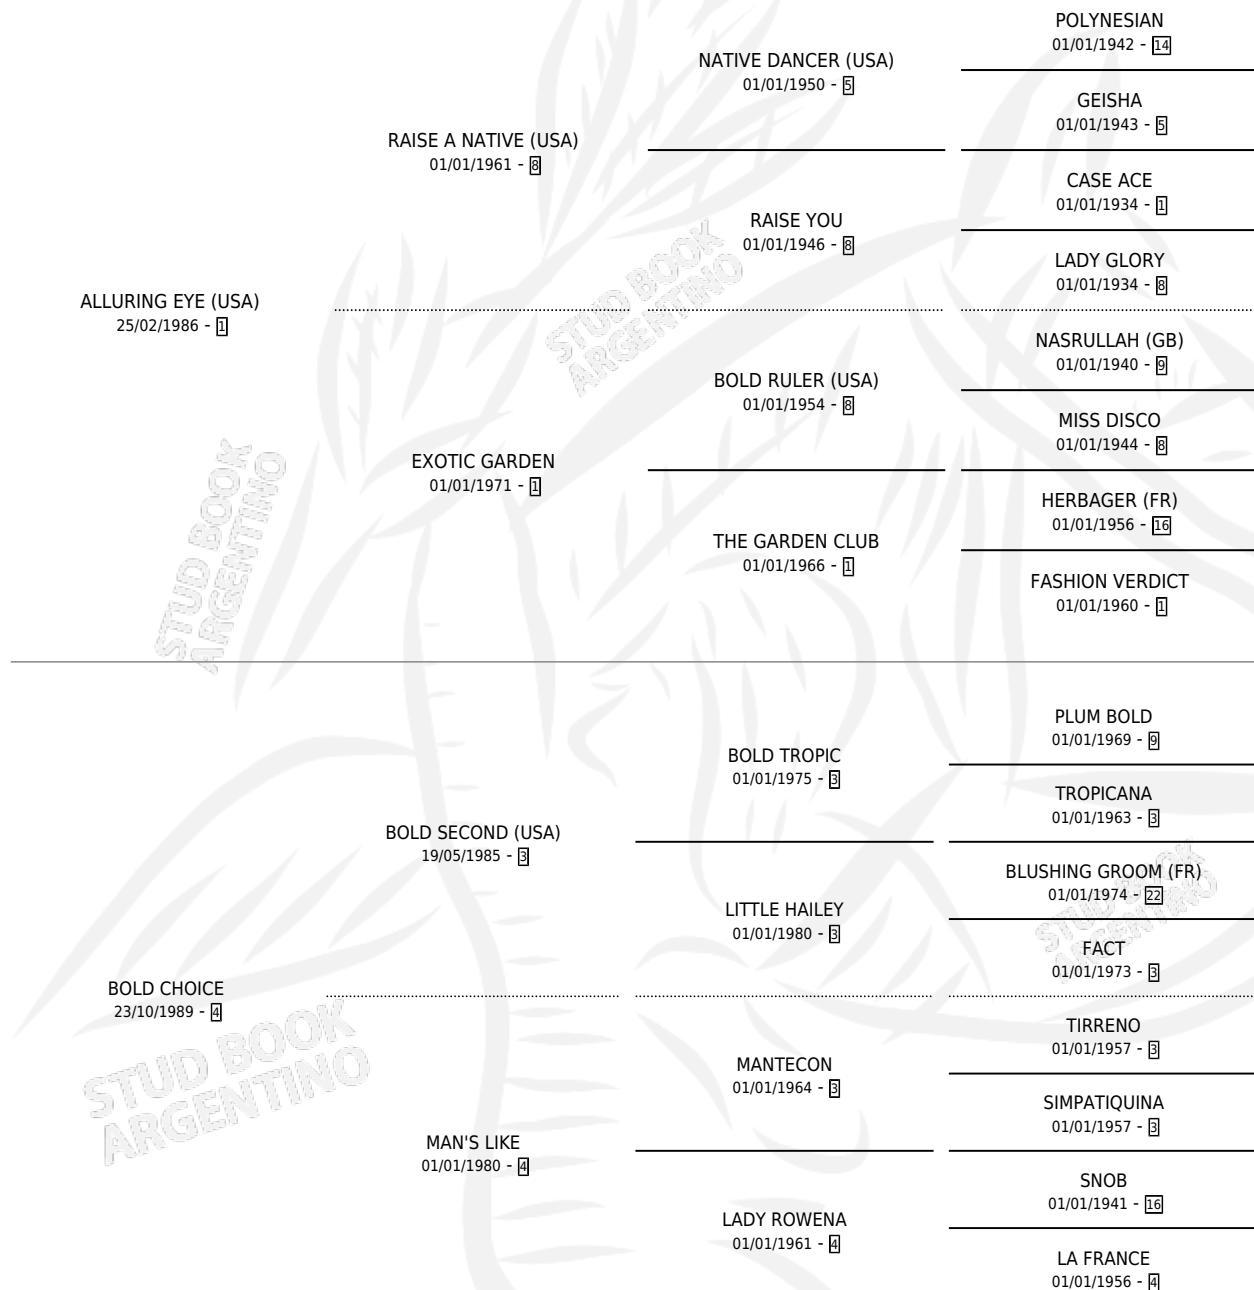 POLYNESIAN
01/01/1942 - 14
NATIVE DANCER (USA)
01/01/1950 - 5
GEISHA
01/01/1943 - 5
RAISE A NATIVE (USA)
01/01/1961 - 8
CASE ACE
01/01/1934 - 1
RAISE YOU
01/01/1946 - 8
LADY GLORY
01/01/1934 - 8
ALLURING EYE (USA)
25/02/1986 - 1
NASRULLAH (GB)
01/01/1940 - 9
BOLD RULER (USA)
01/01/1954 - 8
MISS DISCO
01/01/1944 - 8
EXOTIC GARDEN
01/01/1971 - 1
HERBAGER (FR)
01/01/1956 - 16
THE GARDEN CLUB
01/01/1966 - 1
FASHION VERDICT
01/01/1960 - 1
STUD BOOK
ARGENTINO
STUD BOOK
ARGENTINO
PLUM BOLD
01/01/1969 - 9
BOLD TROPIC
01/01/1975 - 3
TROPICANA
01/01/1963 - 3
BOLD SECOND (USA)
19/05/1985 - 3
BLUSHING GROOM (FR)
01/01/1974 - 22
LITTLE HAILEY
01/01/1980 - 3
FACT
01/01/1973 - 3
BOLD CHOICE
23/10/1989 - 4
TIRRENO
01/01/1957 - 3
MANTECON
01/01/1964 - 3
SIMPATIQUINA
01/01/1957 - 3
MAN'S LIKE
01/01/1980 - 4
SNOB
01/01/1941 - 16
LADY ROWENA
01/01/1961 - 4
LA FRANCE
01/01/1956 - 4
STUD BOOK
ARGENTINO
STUD BOOK
ARGENTINO